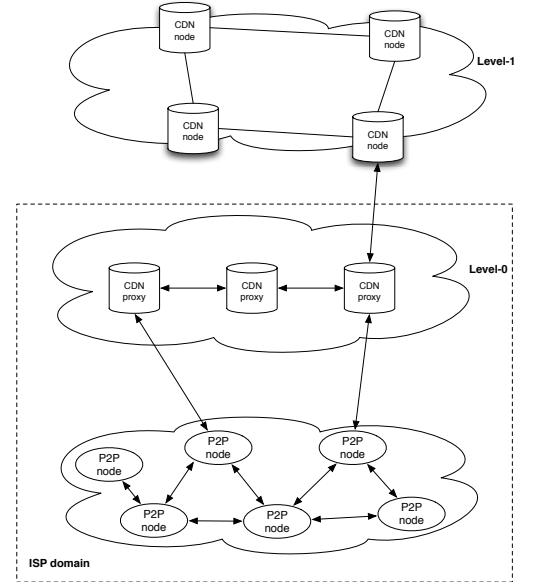 CDN
node
CDN
node
Level-1
CDN
node
CDN
node
Level-0
CDN
proxy
CDN
proxy
CDN
proxy
P2P
node
P2P
node
P2P
node
P2P
node
P2P
node
P2P
node
ISP domain